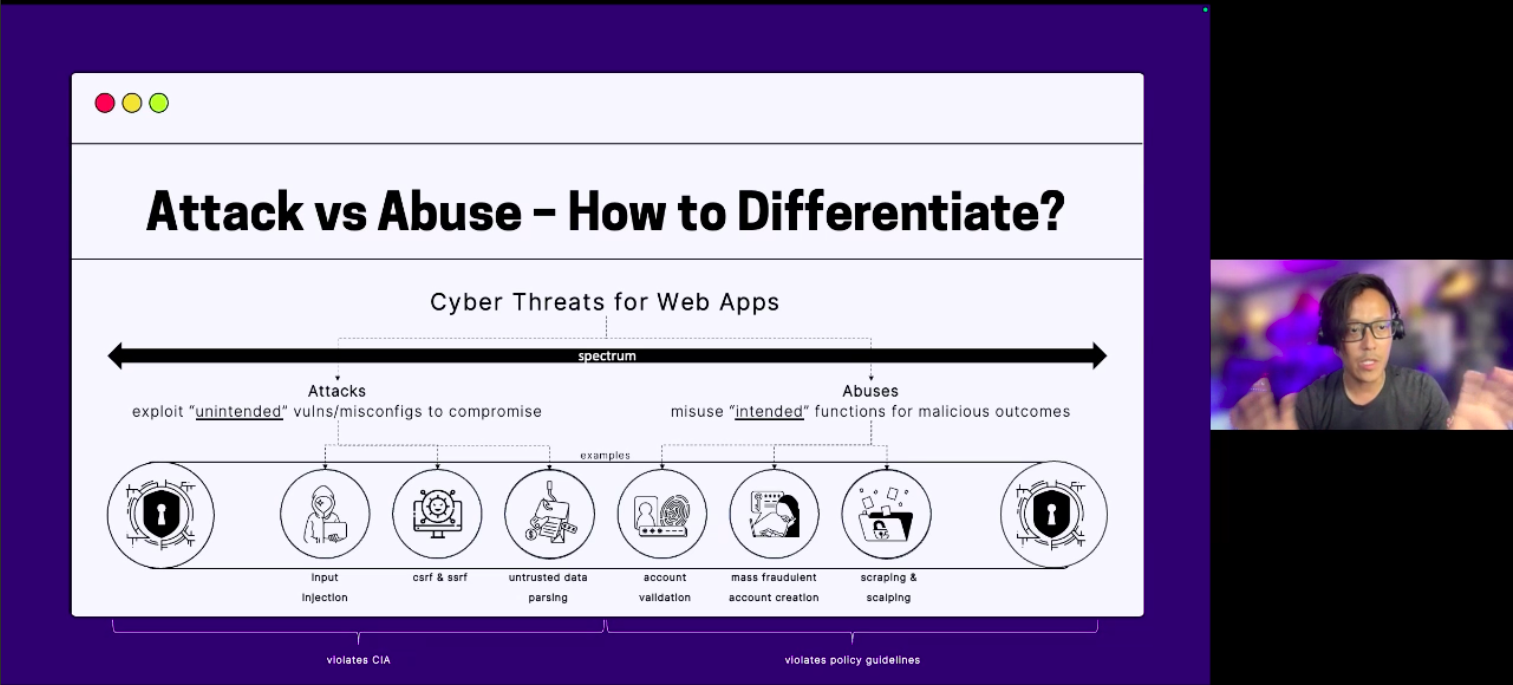 Attack vs Abuse – How to Differentiate?
Cyber Threats for Web Apps
spectrum
Attacks
exploit “unintended” vulns/misconfigs to compromise
Abuses
misuse “intended” functions for malicious outcomes
examples
input
injection
csrf & ssrf
untrusted data
parsing
account
validation
mass fraudulent
account creation
scraping &
scalping
violates CIA
violates policy guidelines